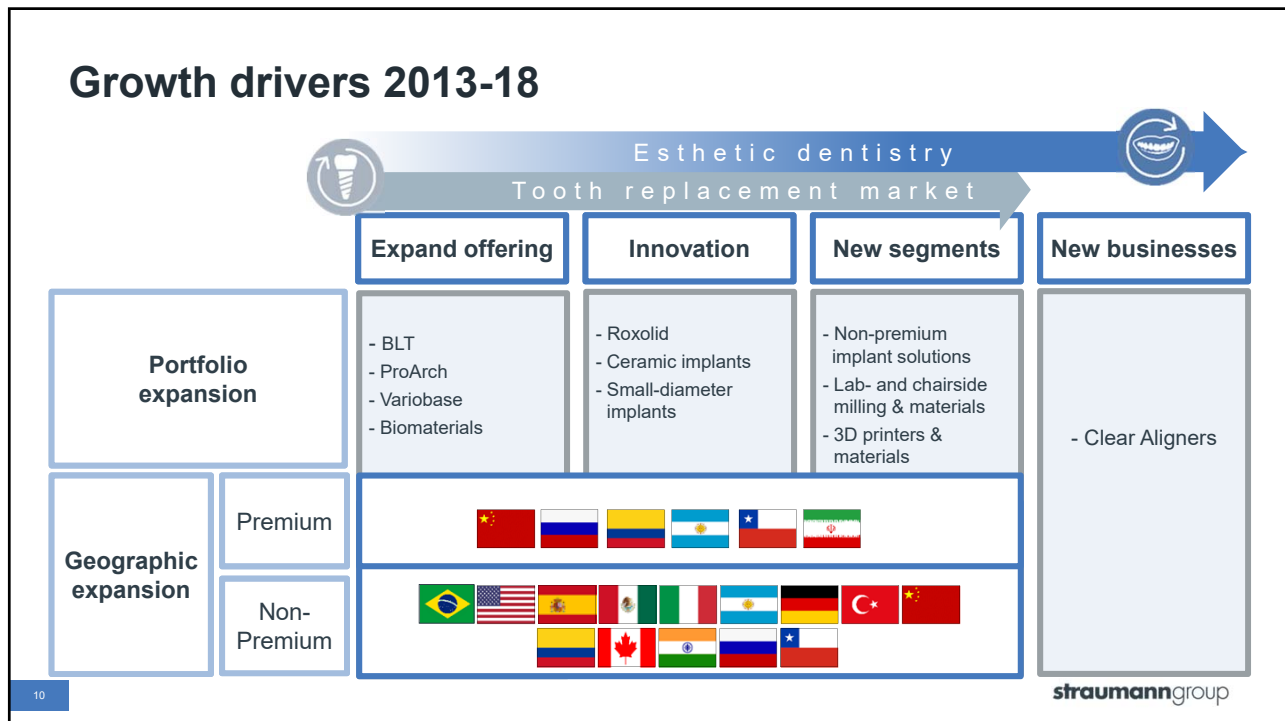 Growth drivers 2013-18
Esthetic dentistry
Tooth replacement market
Expand offering
Innovation
New segments
New businesses
Portfolio
expansion
- BLT
- ProArch
- Variobase
- Biomaterials
- Roxolid
- Ceramic implants
- Small-diameter
implants
- Non-premium
implant solutions
- Lab- and chairside
milling & materials
- 3D printers &
materials
- Clear Aligners
Geographic
expansion
Premium
Non-
Premium
10
straumanngroup